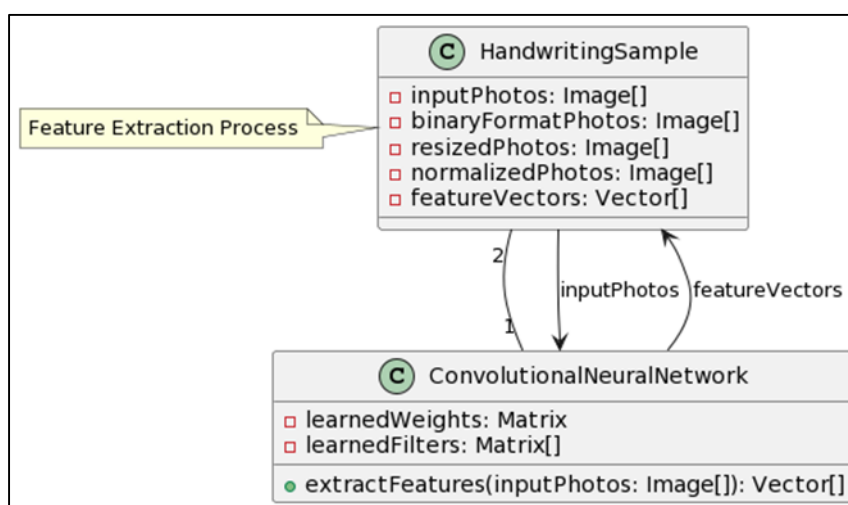 C HandwritingSample
inputPhotos: Image[]
binaryFormatPhotos: Image[]
resizedPhotos: Image[]
normalizedPhotos: Image[]
featureVectors: Vector[]
Feature Extraction Process
2
inputPhotos
featureVectors
1
C ConvolutionalNeuralNetwork
learnedWeights: Matrix
learnedFilters: Matrix[]
extractFeatures(inputPhotos: Image[]): Vector[]